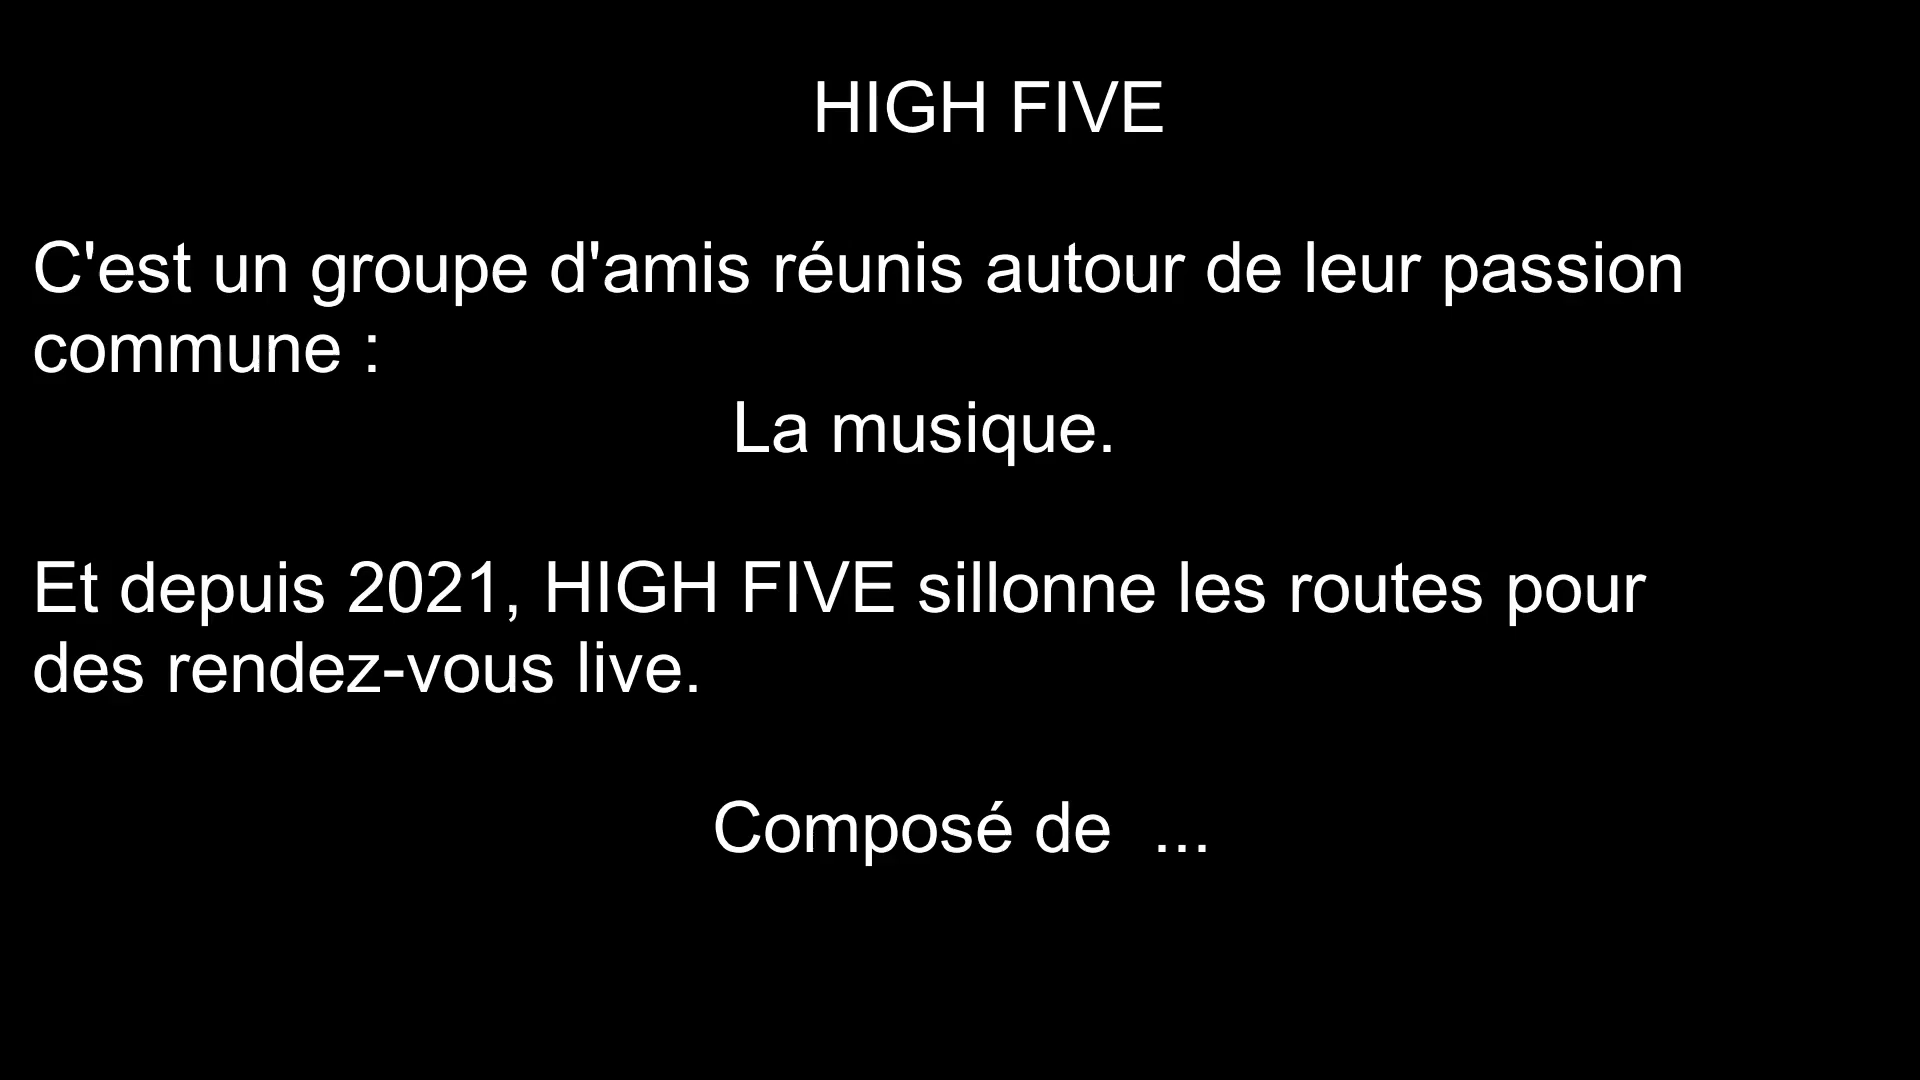 HIGH FIVE
C'est un groupe d'amis réunis autour de leur passion
commune :
La musique.
Et depuis 2021, HIGH FIVE sillonne les routes pour
des rendez-vous live.
Composé de  ...